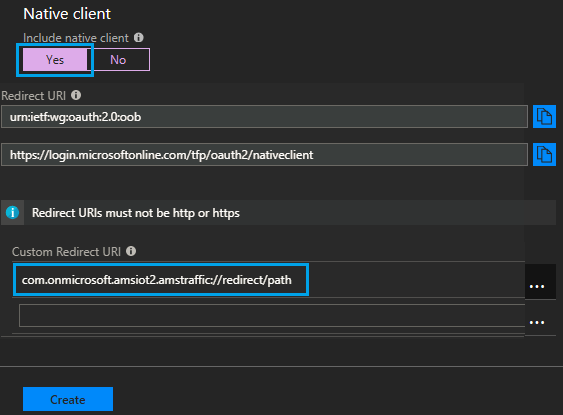 Native client
Include native client
Yes No
Redirect URI
urn:ietf:wg:oauth:2.0:oob
https://login.microsoftonline.com/tfp/oauth2/nativeclient
Redirect URIs must not be http or https
Custom Redirect URI
com.onmicrosoft.amsiot2.amstraffic://redirect/path
...
...
Create